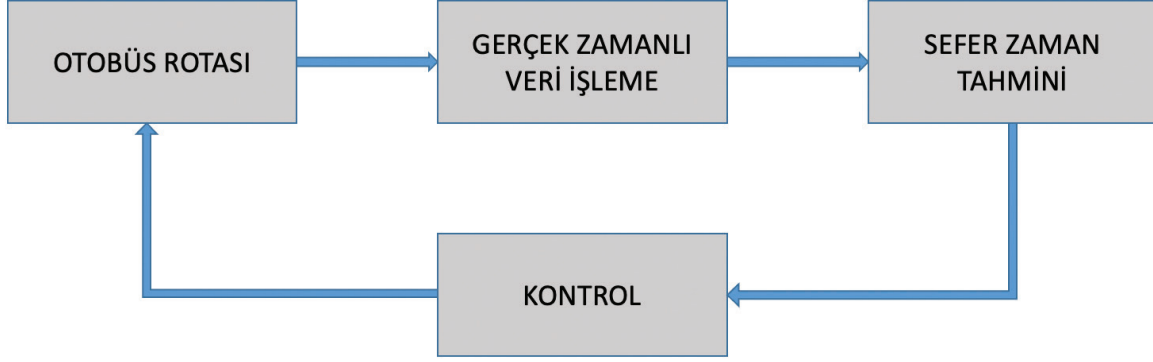 OTOBÜS ROTASI
GERÇEK ZAMANLI
VERİ İŞLEME
SEFER ZAMAN
TAHMİNİ
KONTROL